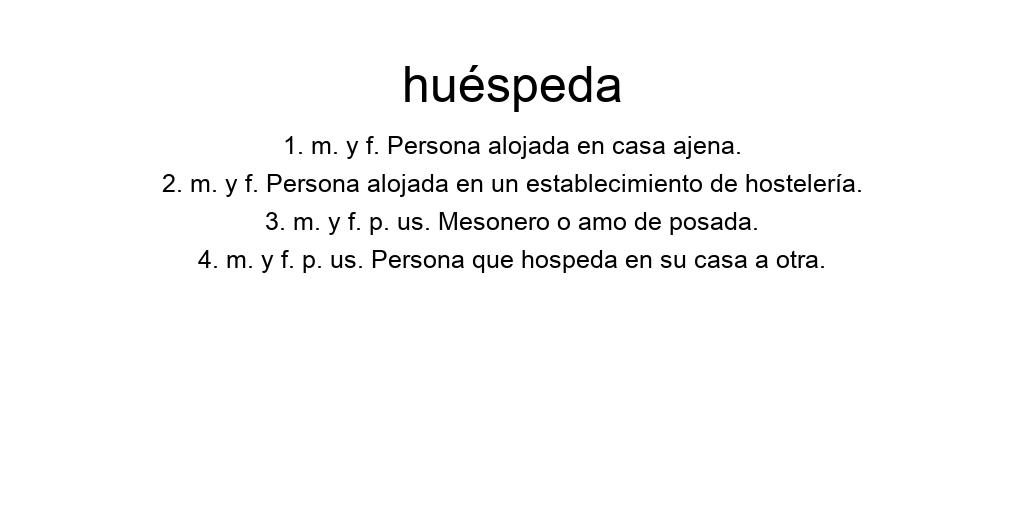 huéspeda
1. m. y f. Persona alojada en casa ajena.
2. m. y f. Persona alojada en un establecimiento de hostelería.
3. m. y f. p. us. Mesonero o amo de posada.
4. m. y f. p. us. Persona que hospeda en su casa a otra.